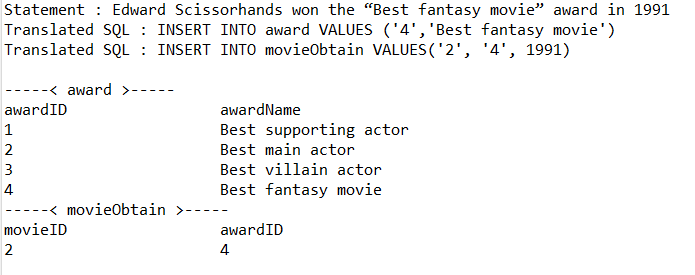 Statement : Edward Scissorhands won the “Best fantasy movie” award in 1991
Translated SQL : INSERT INTO award VALUES ('4','Best fantasy movie')
Translated SQL : INSERT INTO movieObtain VALUES('2', '4', 1991)
-----< award >-----
awardID awardName
1 Best supporting actor
2 Best main actor
3 Best villain actor
4 Best fantasy movie
-----< movieObtain >-----
movieID awardID
2 4